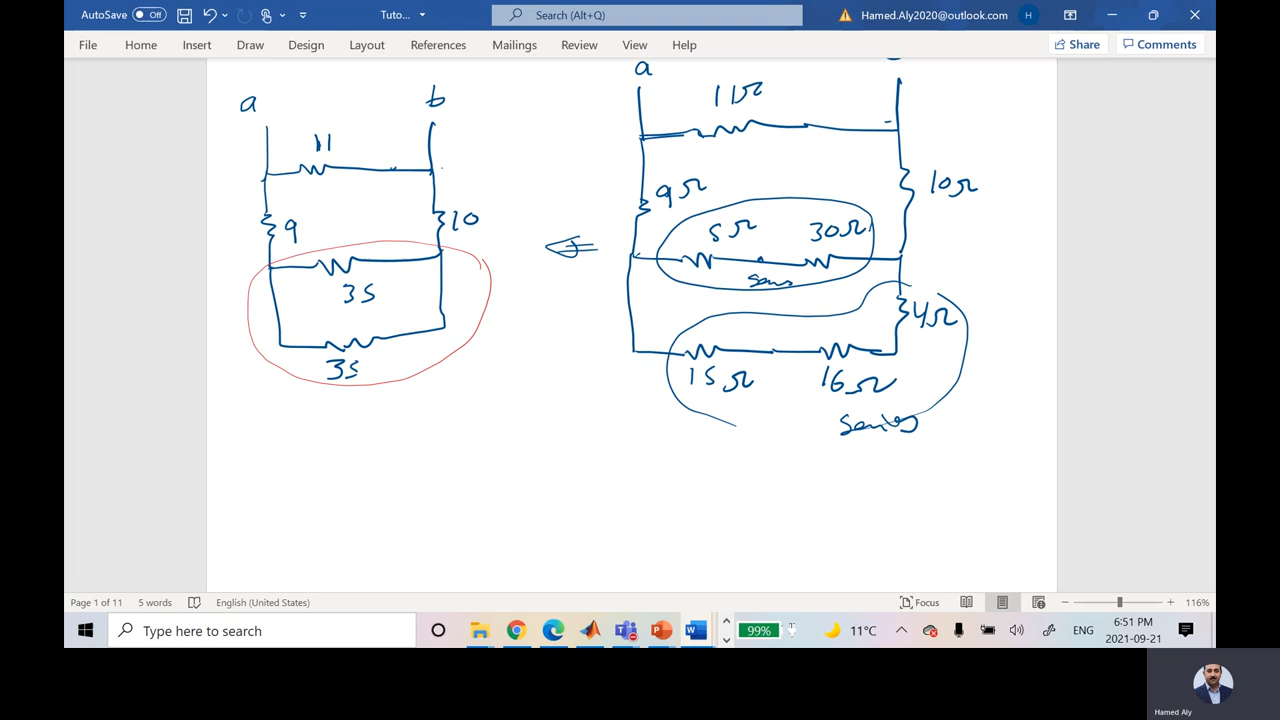 AutoSave Off Tuto... Search (Alt+Q) Hamed.Aly2020@outlook.com H
File Home Insert Draw Design Layout References Mailings Review View Help Share Comments
a b
11
9 10
35
35
a
11Ω
9Ω 10Ω
5Ω 30Ω
4Ω
15Ω 16Ω
series
Page 1 of 11 5 words English (United States) Focus 116%
Type here to search 99% 11°C ENG 6:51 PM
2021-09-21
Hamed Aly